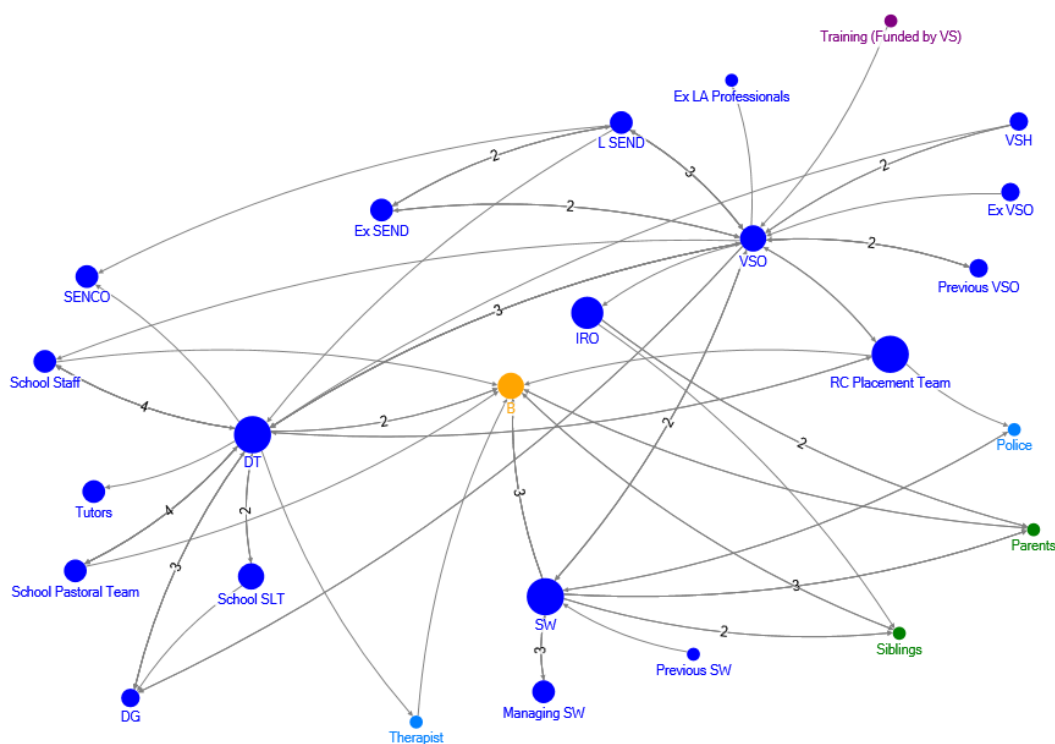 Training (Funded by VS)
Ex LA Professionals
L SEND
VSH
2
2
3
Ex VSO
2
Ex SEND
VSO
2
Previous VSO
SENCO
3
IRO
School Staff
RC Placement Team
B
4
2
2
DT
2
Police
3
Tutors
4
2
Parents
3
School Pastoral Team
School SLT
3
SW
2
Siblings
3
Previous SW
DG
Managing SW
Therapist